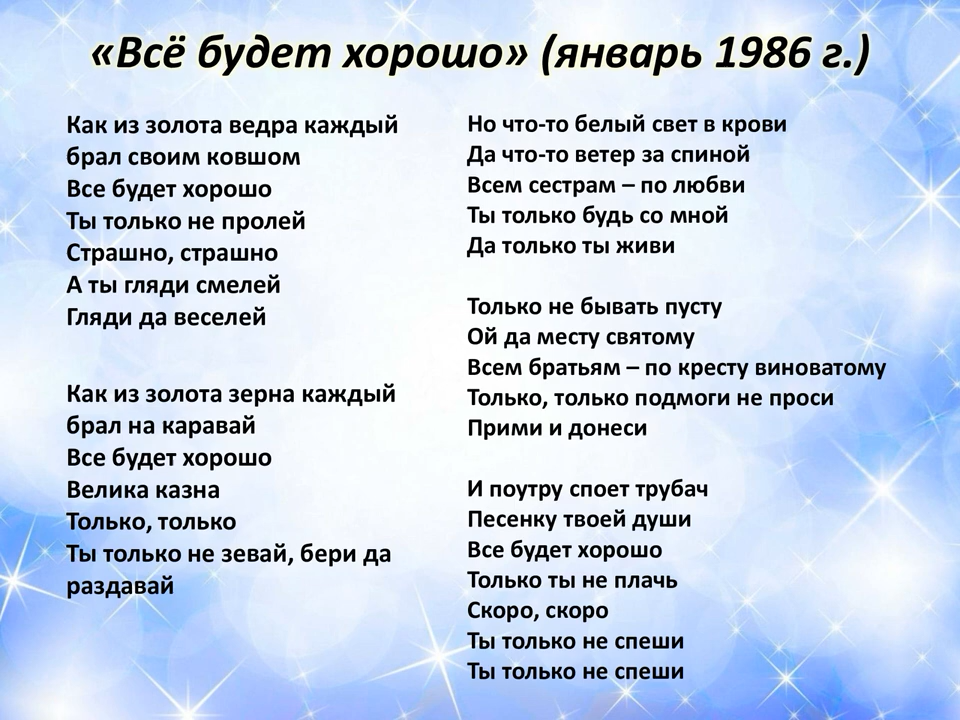 «Всё будет хорошо» (январь 1986 г.)
Как из золота ведра каждый
брал своим ковшом
Все будет хорошо
Ты только не пролей
Страшно, страшно
А ты гляди смелей
Гляди да веселей
Как из золота зерна каждый
брал на каравай
Все будет хорошо
Велика казна
Только, только
Ты только не зевай, бери да
раздавай
Но что-то белый свет в крови
Да что-то ветер за спиной
Всем сестрам – по любви
Ты только будь со мной
Да только ты живи
Только не бывать пусту
Ой да месту святому
Всем братьям – по кресту виноватому
Только, только подмоги не проси
Прими и донеси
И поутру споет трубач
Песенку твоей души
Все будет хорошо
Только ты не плачь
Скоро, скоро
Ты только не спеши
Ты только не спеши